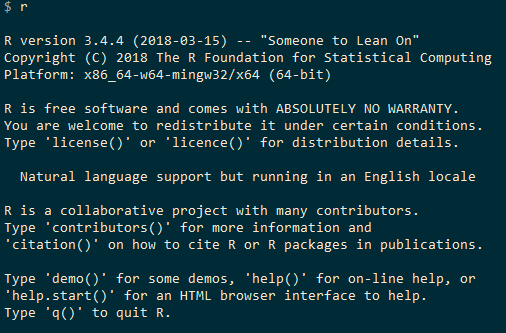 $ r
R version 3.4.4 (2018-03-15) -- "Someone to Lean On"
Copyright (C) 2018 The R Foundation for Statistical Computing
Platform: x86_64-w64-mingw32/x64 (64-bit)
R is free software and comes with ABSOLUTELY NO WARRANTY.
You are welcome to redistribute it under certain conditions.
Type 'license()' or 'licence()' for distribution details.
Natural language support but running in an English locale
R is a collaborative project with many contributors.
Type 'contributors()' for more information and
'citation()' on how to cite R or R packages in publications.
Type 'demo()' for some demos, 'help()' for on-line help, or
'help.start()' for an HTML browser interface to help.
Type 'q()' to quit R.